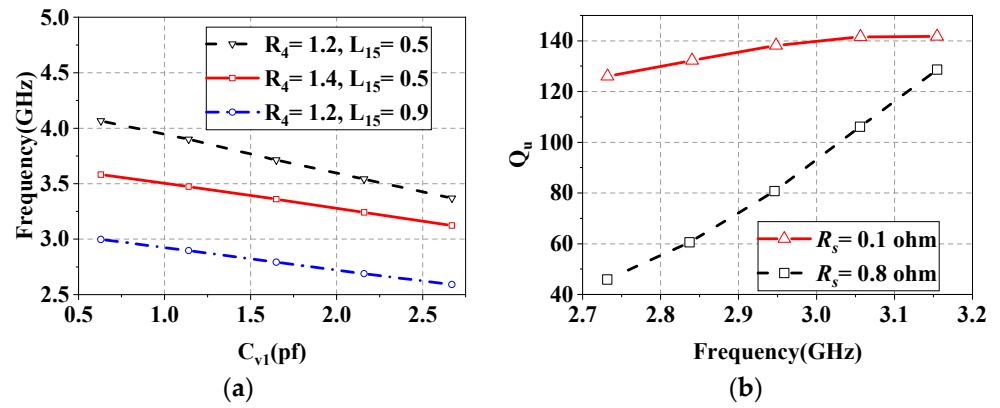 5.0
4.5
4.0
3.5
3.0
2.5
Frequency(GHz)
R4= 1.2, L15= 0.5
R4= 1.4, L15= 0.5
R4= 1.2, L15= 0.9
0.5 1.0 1.5 2.0 2.5
Cv1(pf)
(a)
140
120
100
80
60
40
Qu
Rs= 0.1 ohm
Rs= 0.8 ohm
2.7 2.8 2.9 3.0 3.1 3.2
Frequency(GHz)
(b)